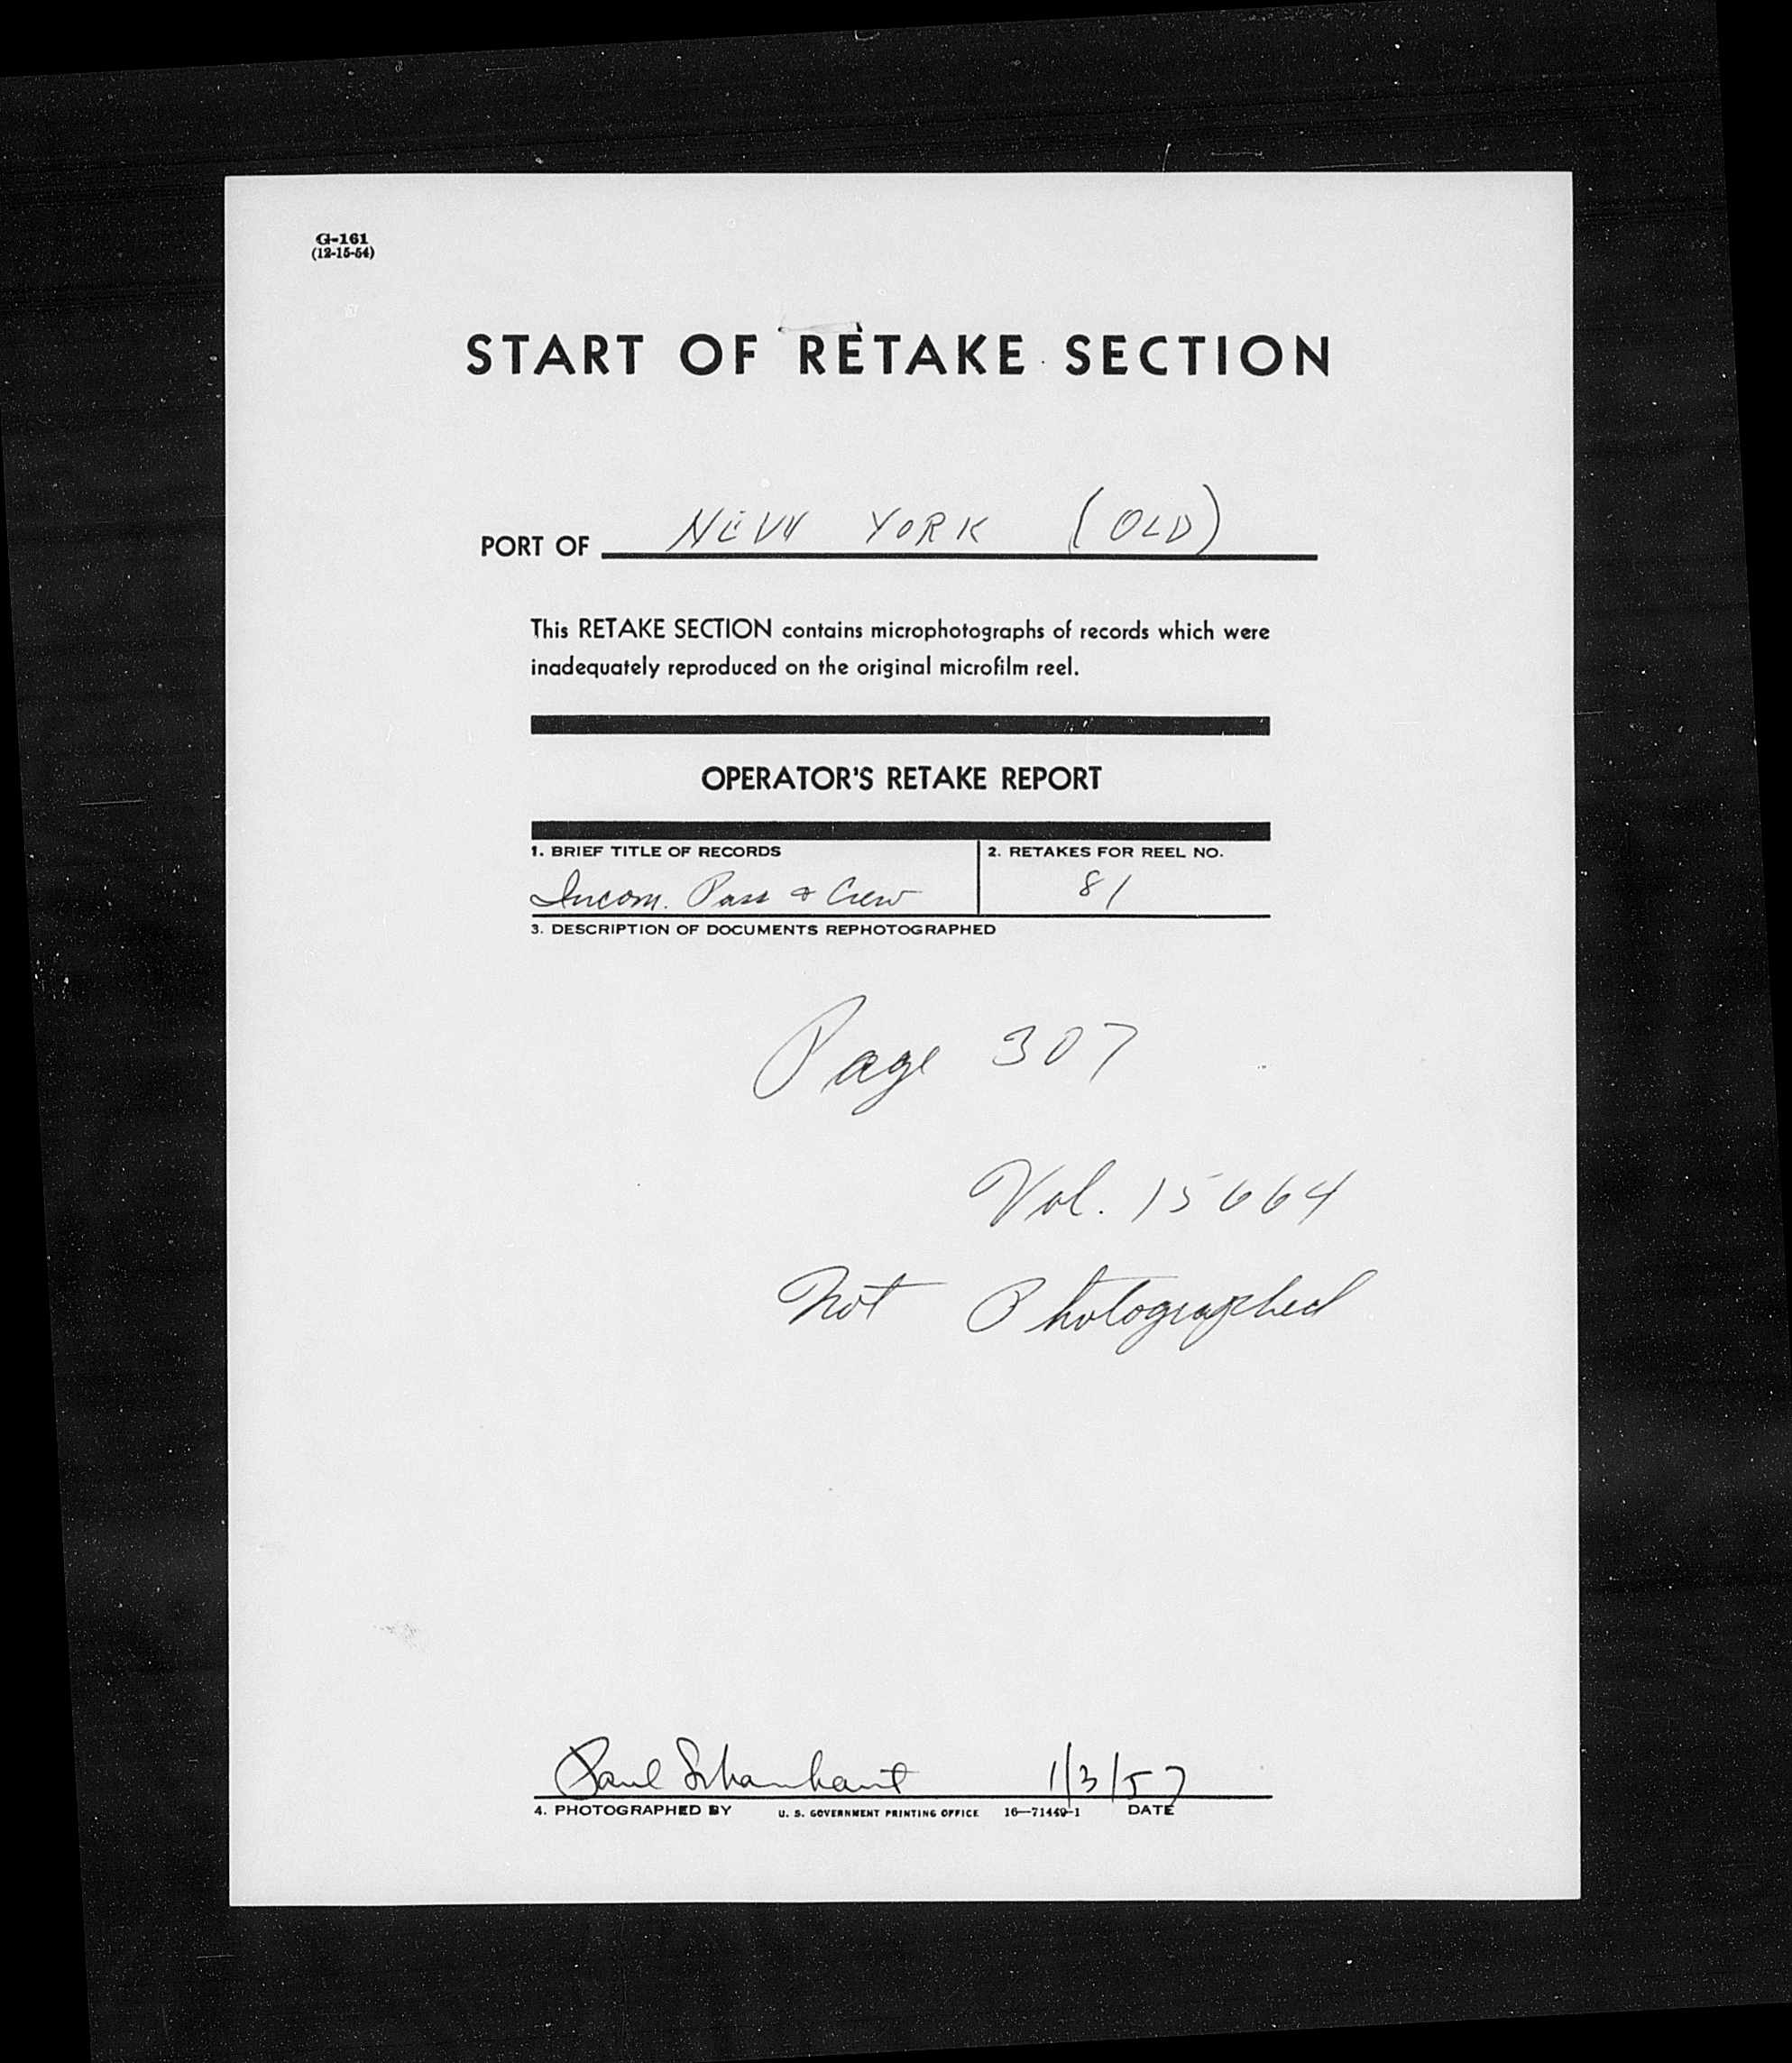 G-161
(12-15-54)
START OF RETAKE SECTION
PORT OF NEW YORK (OLD)
This RETAKE SECTION contains microphotographs of records which were
inadequately reproduced on the original microfilm reel.
OPERATOR'S RETAKE REPORT
1. BRIEF TITLE OF RECORDS 2. RETAKES FOR REEL NO.
Incom. Pass & Crew 81
3. DESCRIPTION OF DOCUMENTS REPHOTOGRAPHED
Page 307
Vol. 15664
Not Photographed
Paul 1/3/57
4. PHOTOGRAPHED BY U. S. GOVERNMENT PRINTING OFFICE 16—71449-1 DATE